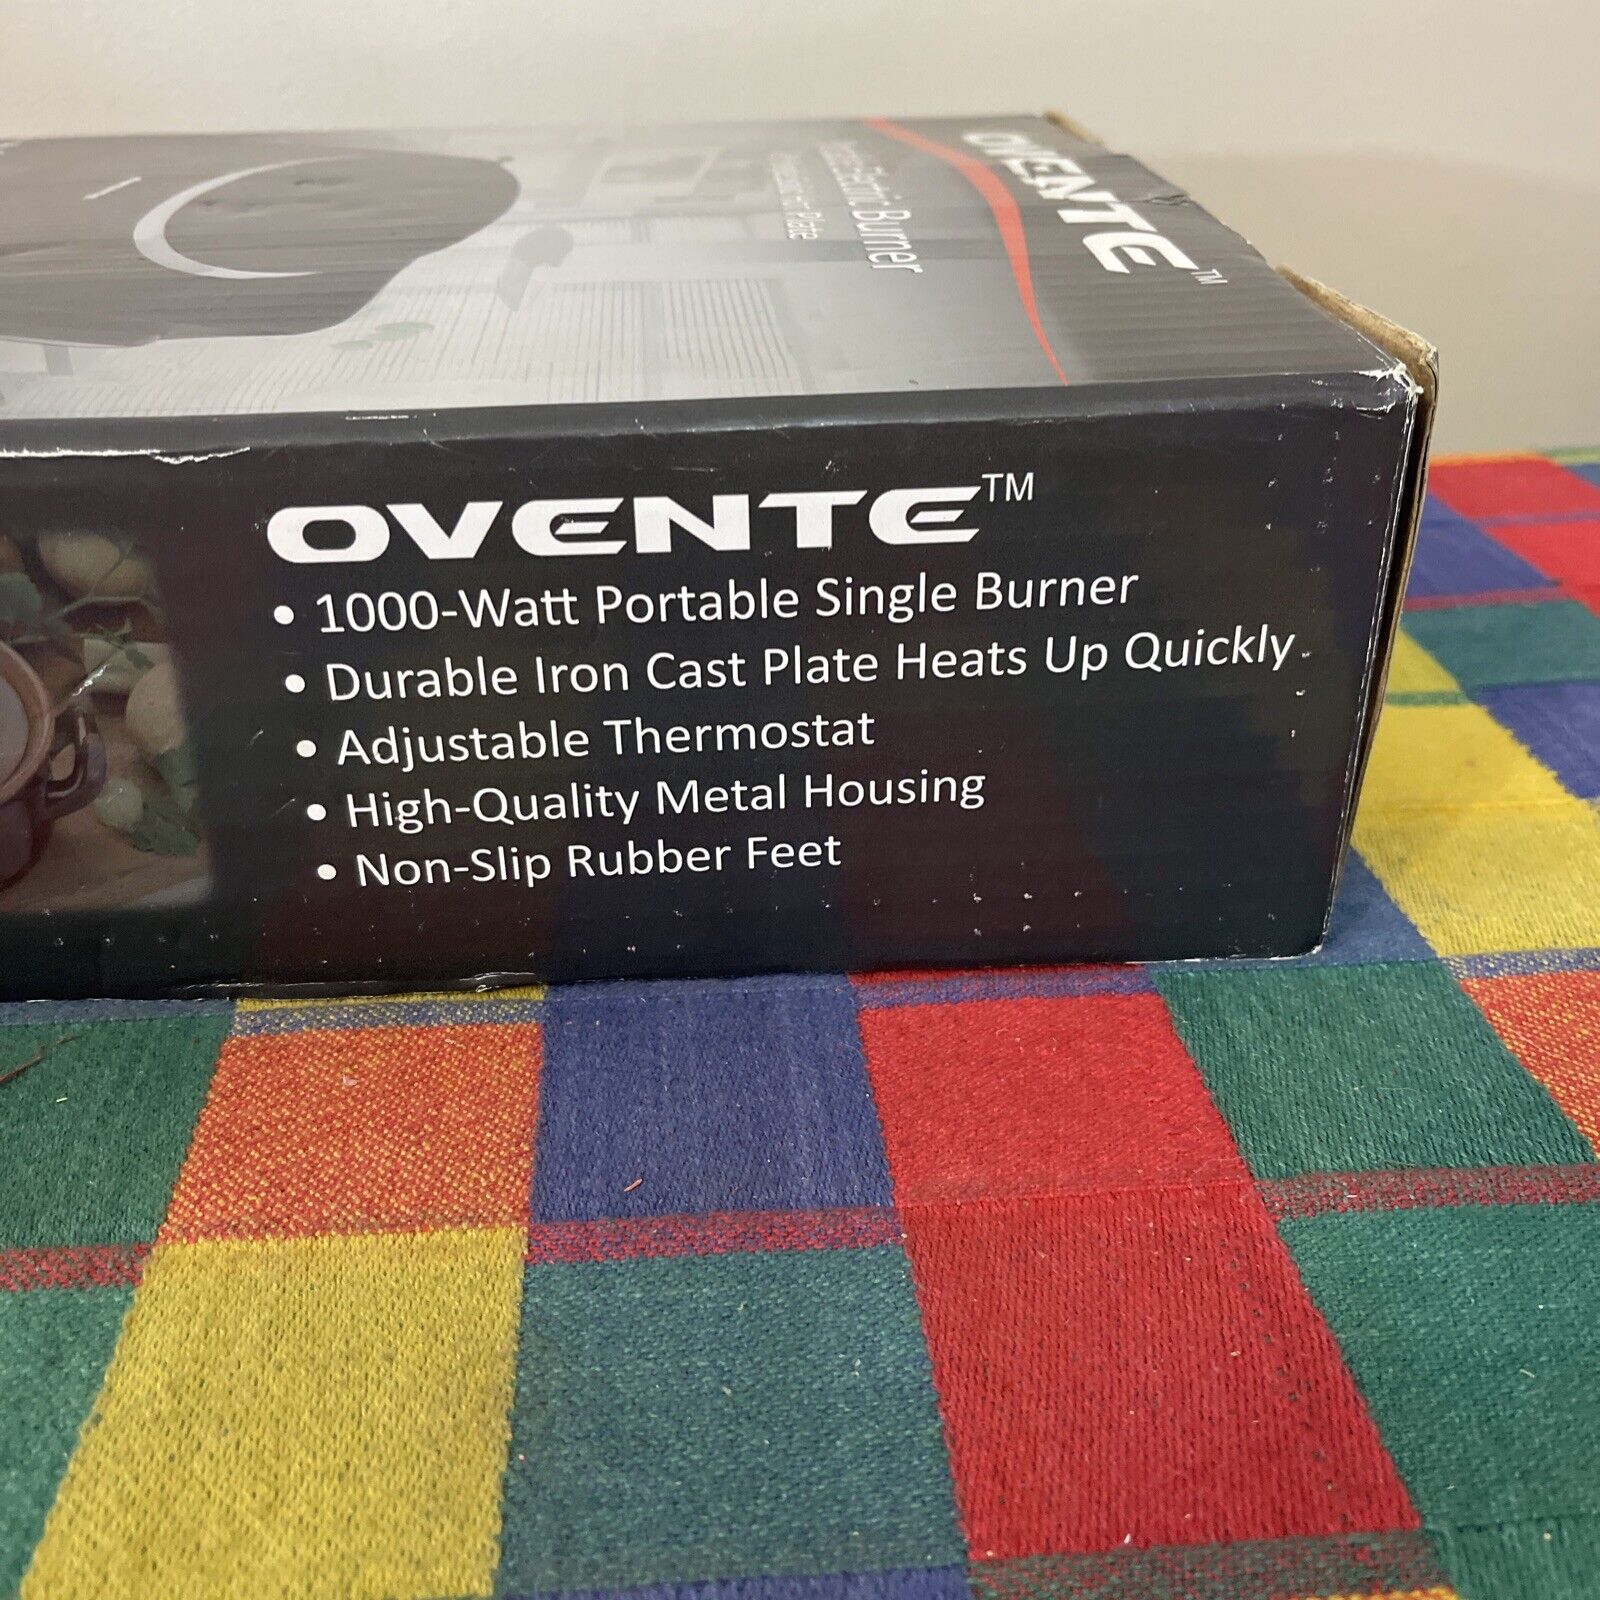 OVENTE™
Electric Burner
Plate
OVENTE™
• 1000-Watt Portable Single Burner
• Durable Iron Cast Plate Heats Up Quickly
• Adjustable Thermostat
• High-Quality Metal Housing
• Non-Slip Rubber Feet